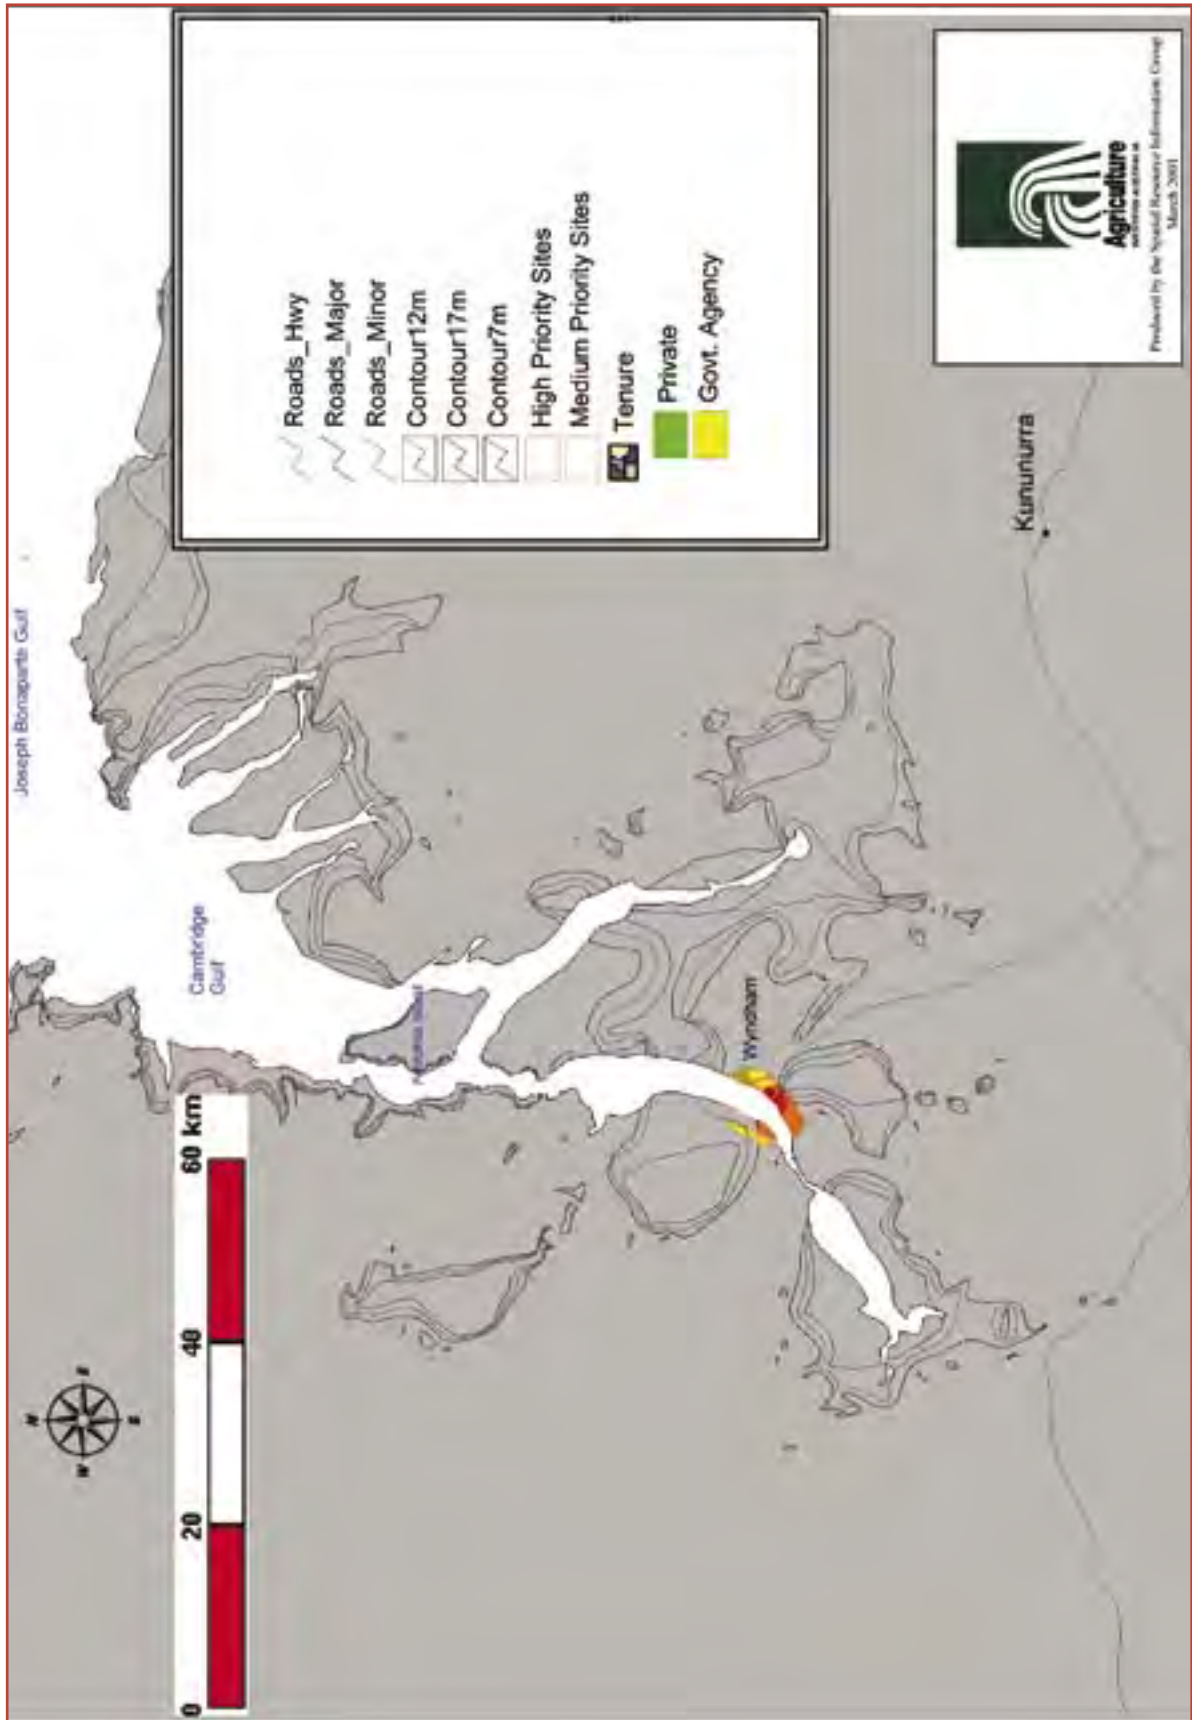 Joseph Bonaparte Gulf
Cambridge
Gulf
Wyndham
Kununurra
N
E
S
W
0
20
40
60 km
Roads_Hwy
Roads_Major
Roads_Minor
Contour12m
Contour17m
Contour7m
High Priority Sites
Medium Priority Sites
Tenure
Private
Govt. Agency
Agriculture
Produced by the Spatial Resource Information Group
March 2001